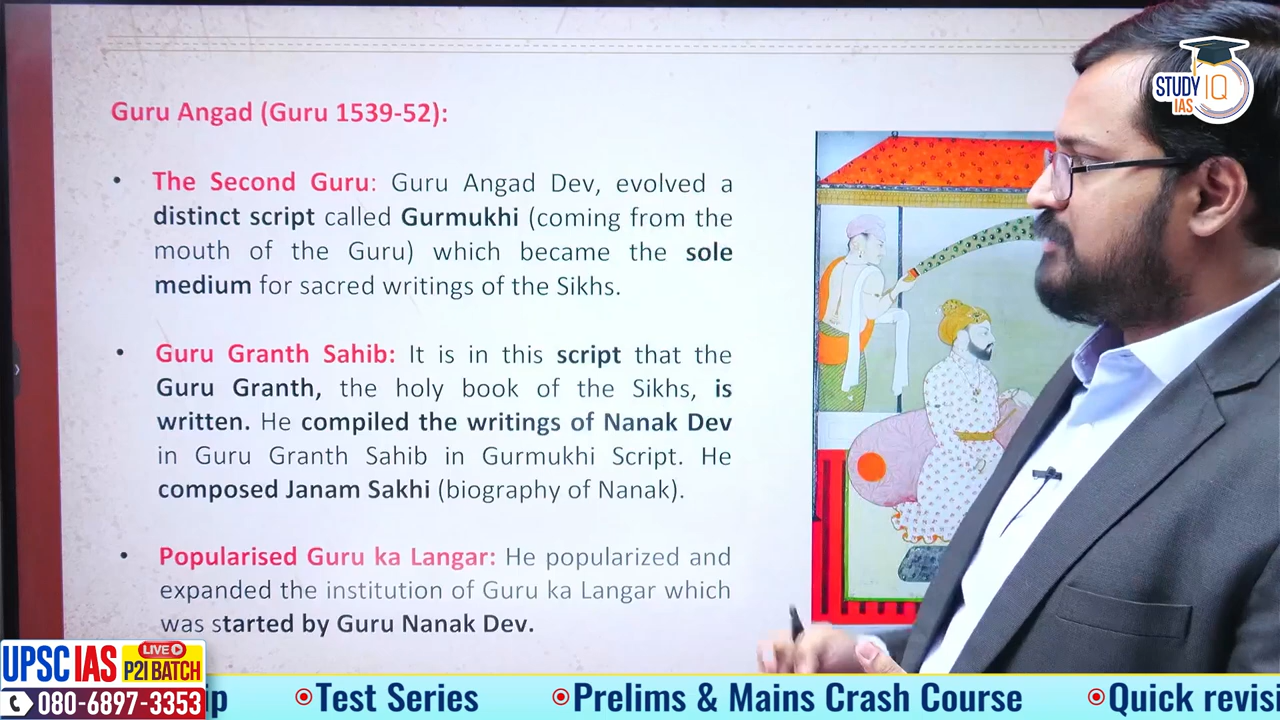 STUDY IQ
IAS
Guru Angad (Guru 1539-52):
• The Second Guru: Guru Angad Dev, evolved a
distinct script called Gurmukhi (coming from the
mouth of the Guru) which became the sole
medium for sacred writings of the Sikhs.
• Guru Granth Sahib: It is in this script that the
Guru Granth, the holy book of the Sikhs, is
written. He compiled the writings of Nanak Dev
in Guru Granth Sahib in Gurmukhi Script. He
composed Janam Sakhi (biography of Nanak).
• Popularised Guru ka Langar: He popularized and
expanded the institution of Guru ka Langar which
was started by Guru Nanak Dev.
UPSC IAS LIVE P2I BATCH
080-6897-3353
ip Test Series Prelims & Mains Crash Course Quick revisi